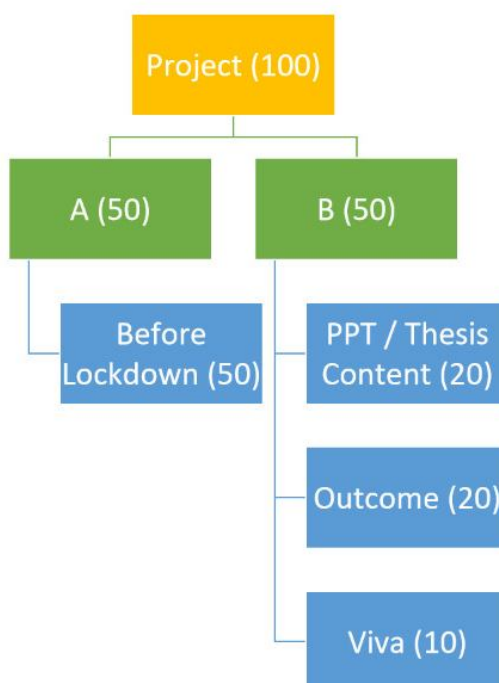 Project (100)
A (50)
B (50)
Before
Lockdown (50)
PPT / Thesis
Content (20)
Outcome (20)
Viva (10)